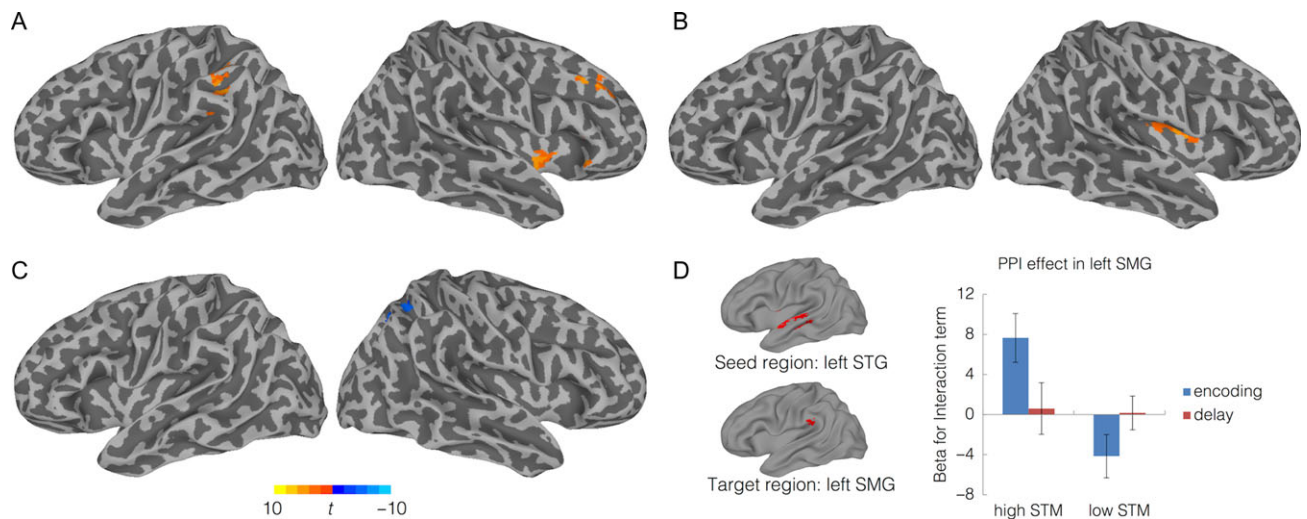 A
B
C
10 t −10
D
Seed region: left STG
Target region: left SMG
PPI effect in left SMG
Beta for Interaction term
12
8
4
0
−4
−8
high STM low STM
encoding
delay